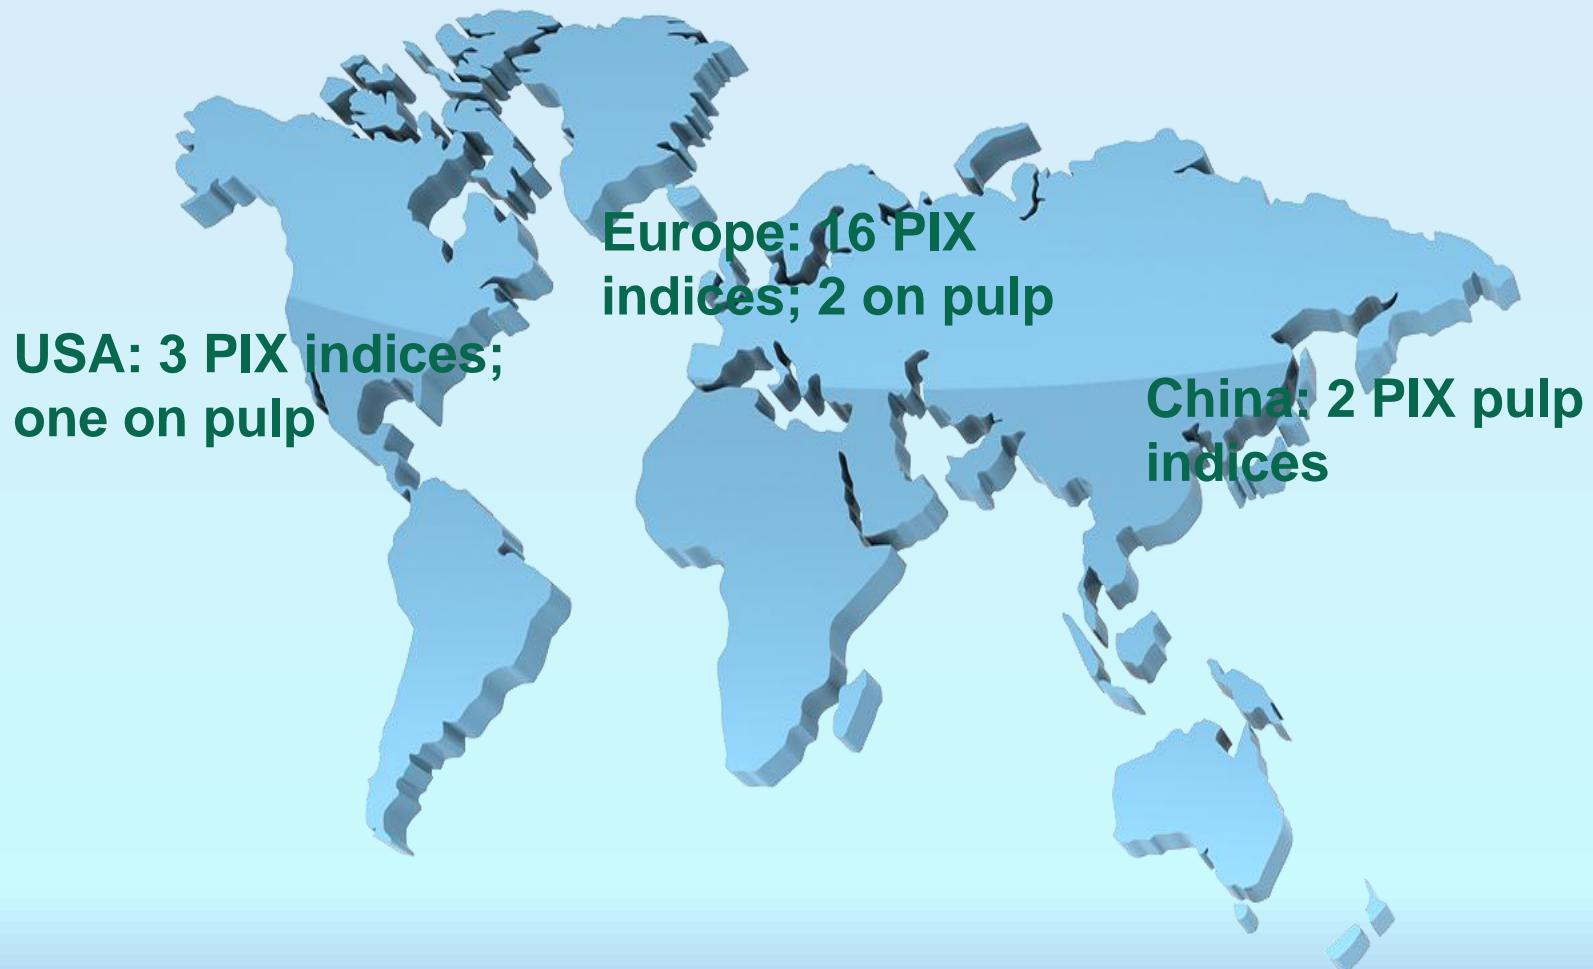 Europe: 16 PIX
indices; 2 on pulp
USA: 3 PIX indices;
one on pulp
China: 2 PIX pulp
indices